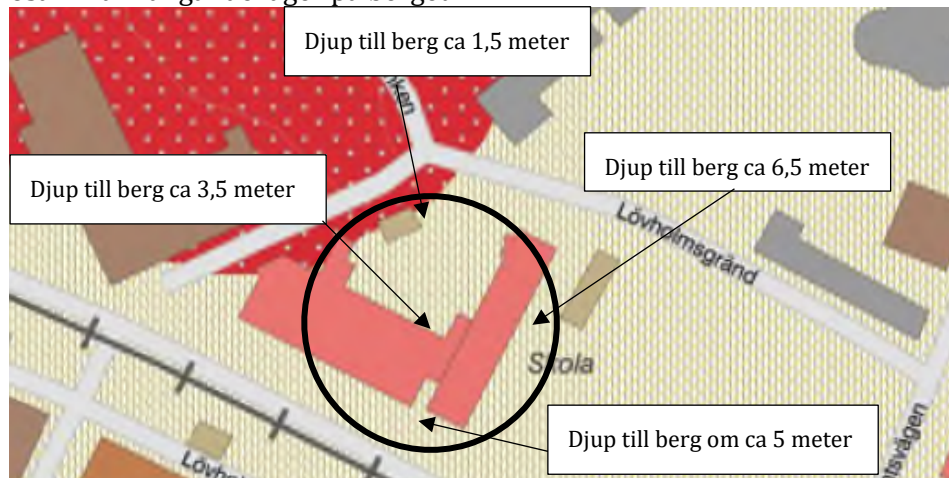 Djup till berg ca 1,5 meter
Djup till berg ca 3,5 meter
Djup till berg ca 6,5 meter
Lövholmsgränd
Skola
Djup till berg om ca 5 meter